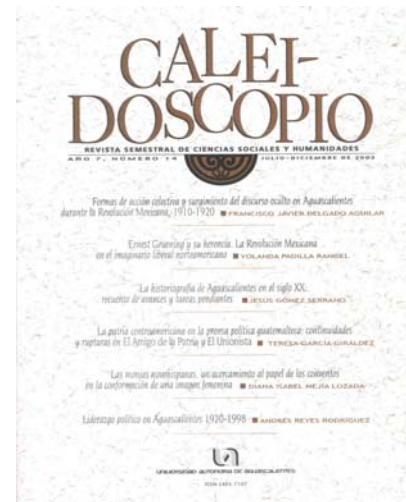 CALEI-
DOSCOPIO
REVISTA SEMESTRAL DE CIENCIAS SOCIALES Y HUMANIDADES
AÑO 7, NÚMERO 14 JULIO-DICIEMBRE DE 2003
Formas de acción colectiva y surgimiento del discurso oculto en Aguascalientes
durante la Revolución Mexicana, 1910-1920 ■ FRANCISCO JAVIER DELGADO AGUILAR
Ernest Gruening y su herencia. La Revolución Mexicana
en el imaginario liberal norteamericano ■ YOLANDA PADILLA RANGEL
La historiografía de Aguascalientes en el siglo XX:
recuento de avances y tareas pendientes ■ JESÚS GÓMEZ SERRANO
La patria centroamericana en la prensa política guatemalteca: continuidades
y rupturas en El Amigo de la Patria y El Unionista ■ TERESA GARCÍA GIRÁLDEZ
Las monjas novohispanas, un acercamiento al papel de los conventos
en la conformación de una imagen femenina ■ DIANA ISABEL MEJÍA LOZADA
Liderazgo político en Aguascalientes 1920-1998 ■ ANDRÉS REYES RODRÍGUEZ
UNIVERSIDAD AUTÓNOMA DE AGUASCALIENTES